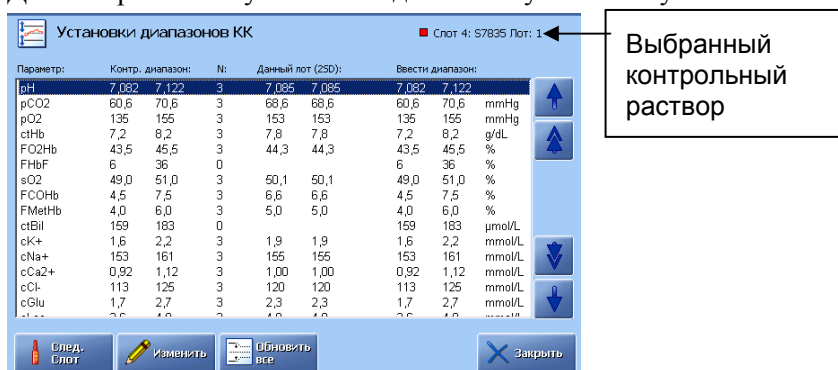 Установки диапазонов КК
Слот 4: S7835 Лот: 1
Выбранный
контрольный
раствор
Параметр: Контр. диапазон: N: Данный лот (2SD): Ввести диапазон:
pH 7,082 7,122 3 7,085 7,085 7,082 7,122
pCO2 60,6 70,6 3 68,6 68,6 60,6 70,6 mmHg
pO2 135 155 3 153 153 135 155 mmHg
ctHb 7,2 8,2 3 7,8 7,8 7,2 8,2 g/dL
FO2Hb 43,5 45,5 3 44,3 44,3 43,5 45,5 %
FHbF 6 36 0 6 36 %
sO2 49,0 51,0 3 50,1 50,1 49,0 51,0 %
FCOHb 4,5 7,5 3 6,6 6,6 4,5 7,5 %
FMetHb 4,0 6,0 3 5,0 5,0 4,0 6,0 %
ctBil 159 183 0 159 183 µmol/L
cK+ 1,6 2,2 3 1,9 1,9 1,6 2,2 mmol/L
cNa+ 153 161 3 155 155 153 161 mmol/L
cCa2+ 0,92 1,12 3 1,00 1,00 0,92 1,12 mmol/L
cCl- 113 125 3 120 120 113 125 mmol/L
cGlu 1,7 2,7 3 2,3 2,3 1,7 2,7 mmol/L
След. Слот
Изменить
Обновить все
Закрыть